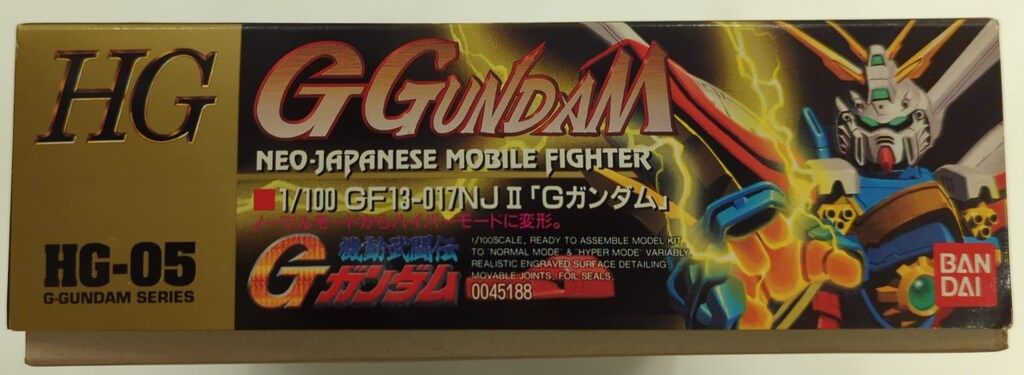 HG
G GUNDAM
NEO-JAPANESE MOBILE FIGHTER
■1/100 GF13-017NJⅡ「Gガンダム」
ノーマルモードからハイパーモードに変形。
HG-05
G-GUNDAM SERIES
機動武闘伝
Gガンダム
1/100SCALE, READY TO ASSEMBLE MODEL KIT,
TO "NORMAL MODE" & "HYPER MODE" VARIABLY
REALISTIC ENGRAVED SURFACE DETAILING,
MOVABLE JOINTS, FOIL SEALS.
0045188
BAN
DAI